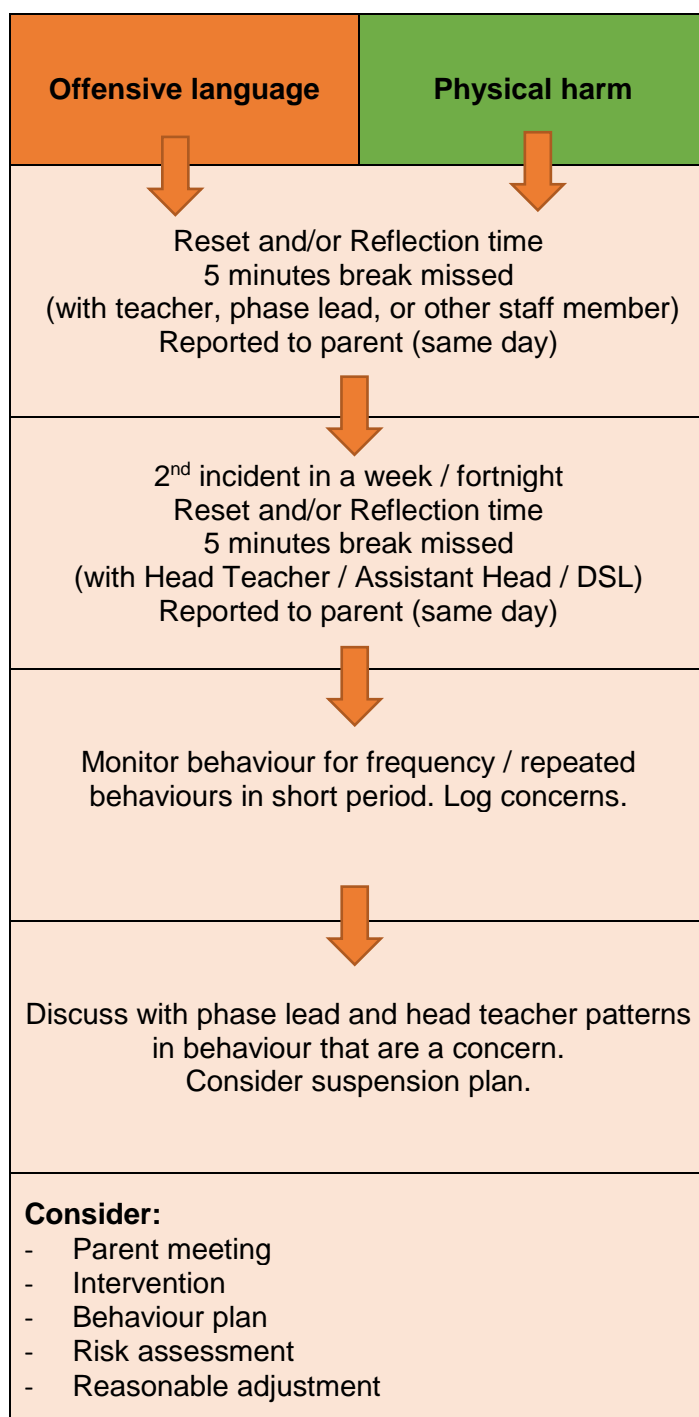 Offensive language
Physical harm
Reset and/or Reflection time
5 minutes break missed
(with teacher, phase lead, or other staff member)
Reported to parent (same day)
2nd incident in a week / fortnight
Reset and/or Reflection time
5 minutes break missed
(with Head Teacher / Assistant Head / DSL)
Reported to parent (same day)
Monitor behaviour for frequency / repeated
behaviours in short period. Log concerns.
Discuss with phase lead and head teacher patterns
in behaviour that are a concern.
Consider suspension plan.
Consider:
- Parent meeting
- Intervention
- Behaviour plan
- Risk assessment
- Reasonable adjustment